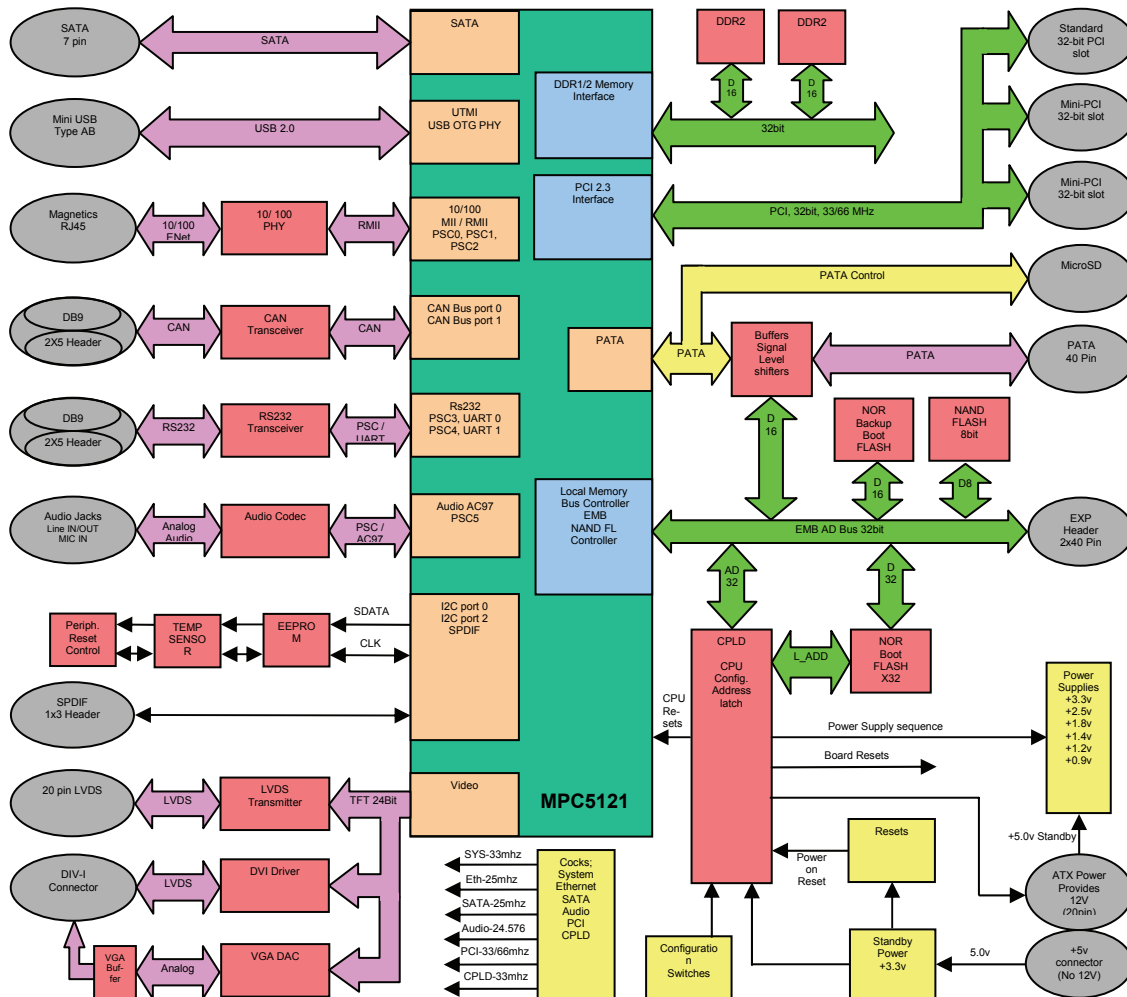 SATA
7 pin
SATA
SATA
Mini USB
Type AB
USB 2.0
UTMI
USB OTG PHY
Magnetics
RJ45
10/100
ENet
10/ 100
PHY
RMII
10/100
MII / RMII
PSC0, PSC1,
PSC2
DB9
2X5 Header
CAN
CAN
Transceiver
CAN
CAN Bus port 0
CAN Bus port 1
DB9
2X5 Header
RS232
RS232
Transceiver
PSC /
UART
Rs232
PSC3, UART 0
PSC4, UART 1
Audio Jacks
Line IN/OUT
MIC IN
Analog
Audio
Audio Codec
PSC /
AC97
Audio AC97
PSC5
Periph.
Reset
Control
TEMP
SENSO
R
EEPRO
M
SDATA
CLK
I2C port 0
I2C port 2
SPDIF
SPDIF
1x3 Header
20 pin LVDS
LVDS
LVDS
Transmitter
TFT 24Bit
Video
DIV-I
Connector
LVDS
DVI Driver
VGA
Buf-
fer
Analog
VGA DAC
MPC5121
DDR1/2 Memory
Interface
PCI 2.3
Interface
PATA
Local Memory
Bus Controller
EMB
NAND FL
Controller
DDR2
DDR2
D
16
D
16
32bit
PCI, 32bit, 33/66 MHz
Standard
32-bit PCI
slot
Mini-PCI
32-bit slot
Mini-PCI
32-bit slot
PATA Control
MicroSD
PATA
Buffers
Signal
Level
shifters
PATA
PATA
40 Pin
D
16
NOR
Backup
Boot
FLASH
NAND
FLASH
8bit
D
16
D8
EMB AD Bus 32bit
EXP
Header
2x40 Pin
AD
32
D
32
CPLD
CPU
Config.
Address
latch
L_ADD
NOR
Boot
FLASH
X32
CPU
Re-
sets
Power Supply sequence
Board Resets
Power
Supplies
+3.3v
+2.5v
+1.8v
+1.4v
+1.2v
+0.9v
+5.0v Standby
Resets
Power
on
Reset
ATX Power
Provides
12V
(20pin)
Configuratio
n
Switches
Standby
Power
+3.3v
5.0v
+5v
connector
(No 12V)
SYS-33mhz
Eth-25mhz
SATA-25mhz
Audio-24.576
PCI-33/66mhz
CPLD-33mhz
Cocks;
System
Ethernet
SATA
Audio
PCI
CPLD